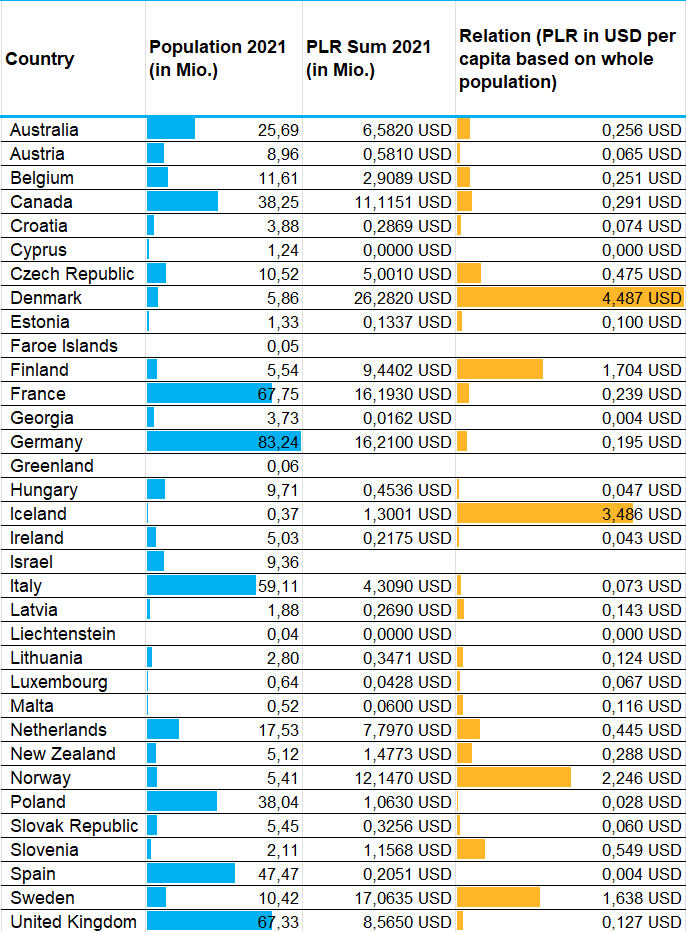 Country Population 2021 (in Mio.) PLR Sum 2021 (in Mio.) Relation (PLR in USD per capita based on whole population)
Australia 25,69 6,5820 USD 0,256 USD
Austria 8,96 0,5810 USD 0,065 USD
Belgium 11,61 2,9089 USD 0,251 USD
Canada 38,25 11,1151 USD 0,291 USD
Croatia 3,88 0,2869 USD 0,074 USD
Cyprus 1,24 0,0000 USD 0,000 USD
Czech Republic 10,52 5,0010 USD 0,475 USD
Denmark 5,86 26,2820 USD 4,487 USD
Estonia 1,33 0,1337 USD 0,100 USD
Faroe Islands 0,05
Finland 5,54 9,4402 USD 1,704 USD
France 67,75 16,1930 USD 0,239 USD
Georgia 3,73 0,0162 USD 0,004 USD
Germany 83,24 16,2100 USD 0,195 USD
Greenland 0,06
Hungary 9,71 0,4536 USD 0,047 USD
Iceland 0,37 1,3001 USD 3,486 USD
Ireland 5,03 0,2175 USD 0,043 USD
Israel 9,36
Italy 59,11 4,3090 USD 0,073 USD
Latvia 1,88 0,2690 USD 0,143 USD
Liechtenstein 0,04 0,0000 USD 0,000 USD
Lithuania 2,80 0,3471 USD 0,124 USD
Luxembourg 0,64 0,0428 USD 0,067 USD
Malta 0,52 0,0600 USD 0,116 USD
Netherlands 17,53 7,7970 USD 0,445 USD
New Zealand 5,12 1,4773 USD 0,288 USD
Norway 5,41 12,1470 USD 2,246 USD
Poland 38,04 1,0630 USD 0,028 USD
Slovak Republic 5,45 0,3256 USD 0,060 USD
Slovenia 2,11 1,1568 USD 0,549 USD
Spain 47,47 0,2051 USD 0,004 USD
Sweden 10,42 17,0635 USD 1,638 USD
United Kingdom 67,33 8,5650 USD 0,127 USD